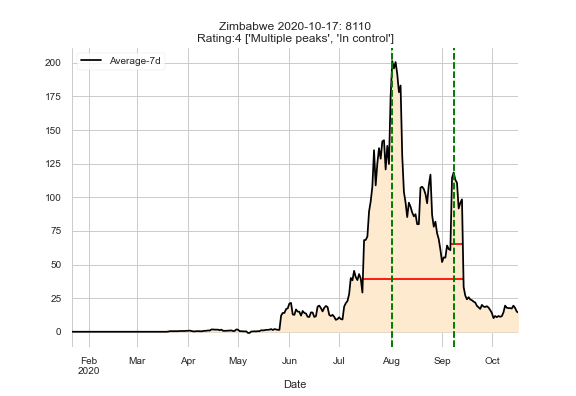 Zimbabwe 2020-10-17: 8110
Rating:4 ['Multiple peaks', 'In control']
Average-7d
200
175
150
125
100
75
50
25
0
Feb Mar Apr May Jun Jul Aug Sep Oct
2020
Date